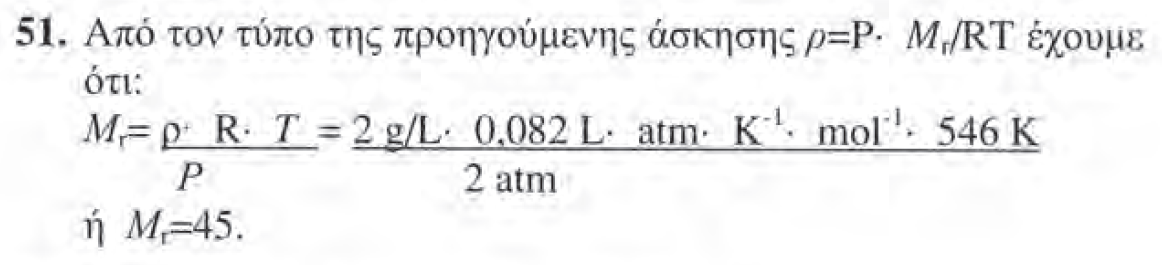 51. Από τον τύπο της προηγούμενης άσκησης ρ=P· Mr/RT έχουμε
ότι:
Mr= ρ· R· T = 2 g/L· 0,082 L· atm· K⁻¹· mol⁻¹· 546 K
P 2 atm
ή Mr=45.